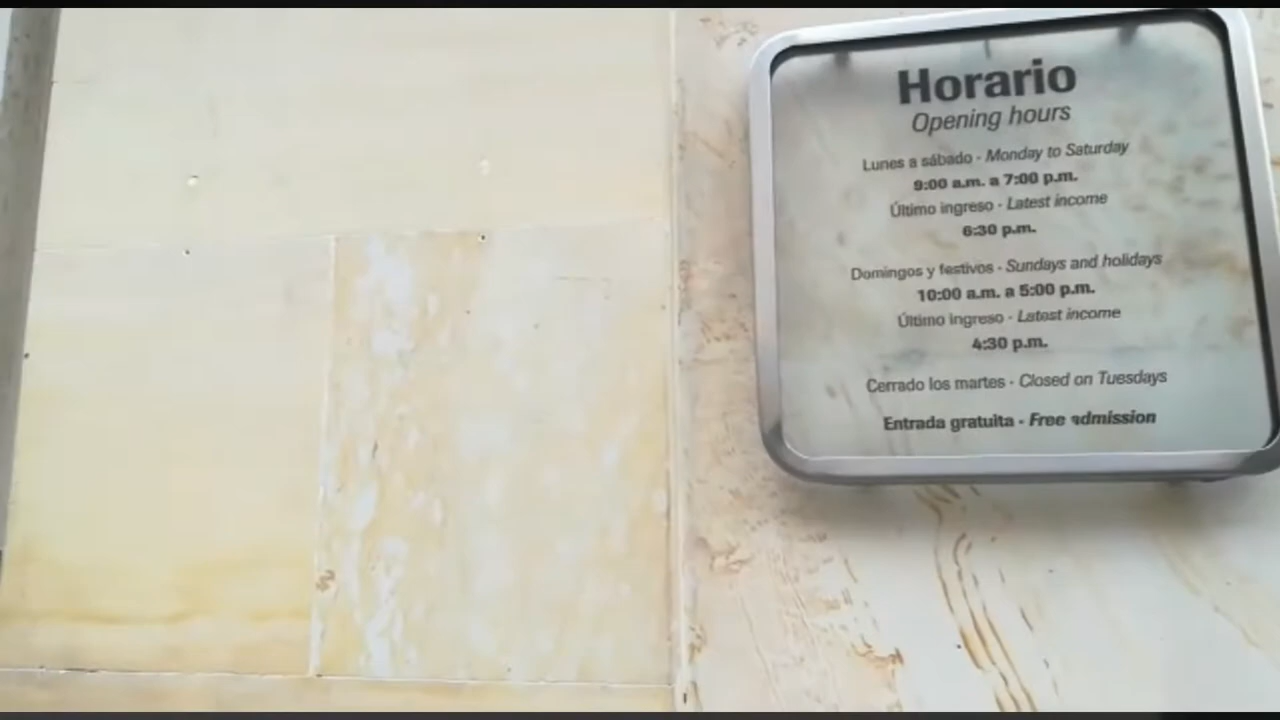 Horario
Opening hours
Lunes a sábado - Monday to Saturday
9:00 a.m. a 7:00 p.m.
Último ingreso - Latest income
6:30 p.m.
Domingos y festivos - Sundays and holidays
10:00 a.m. a 5:00 p.m.
Último ingreso - Latest income
4:30 p.m.
Cerrado los martes - Closed on Tuesdays
Entrada gratuita - Free admission